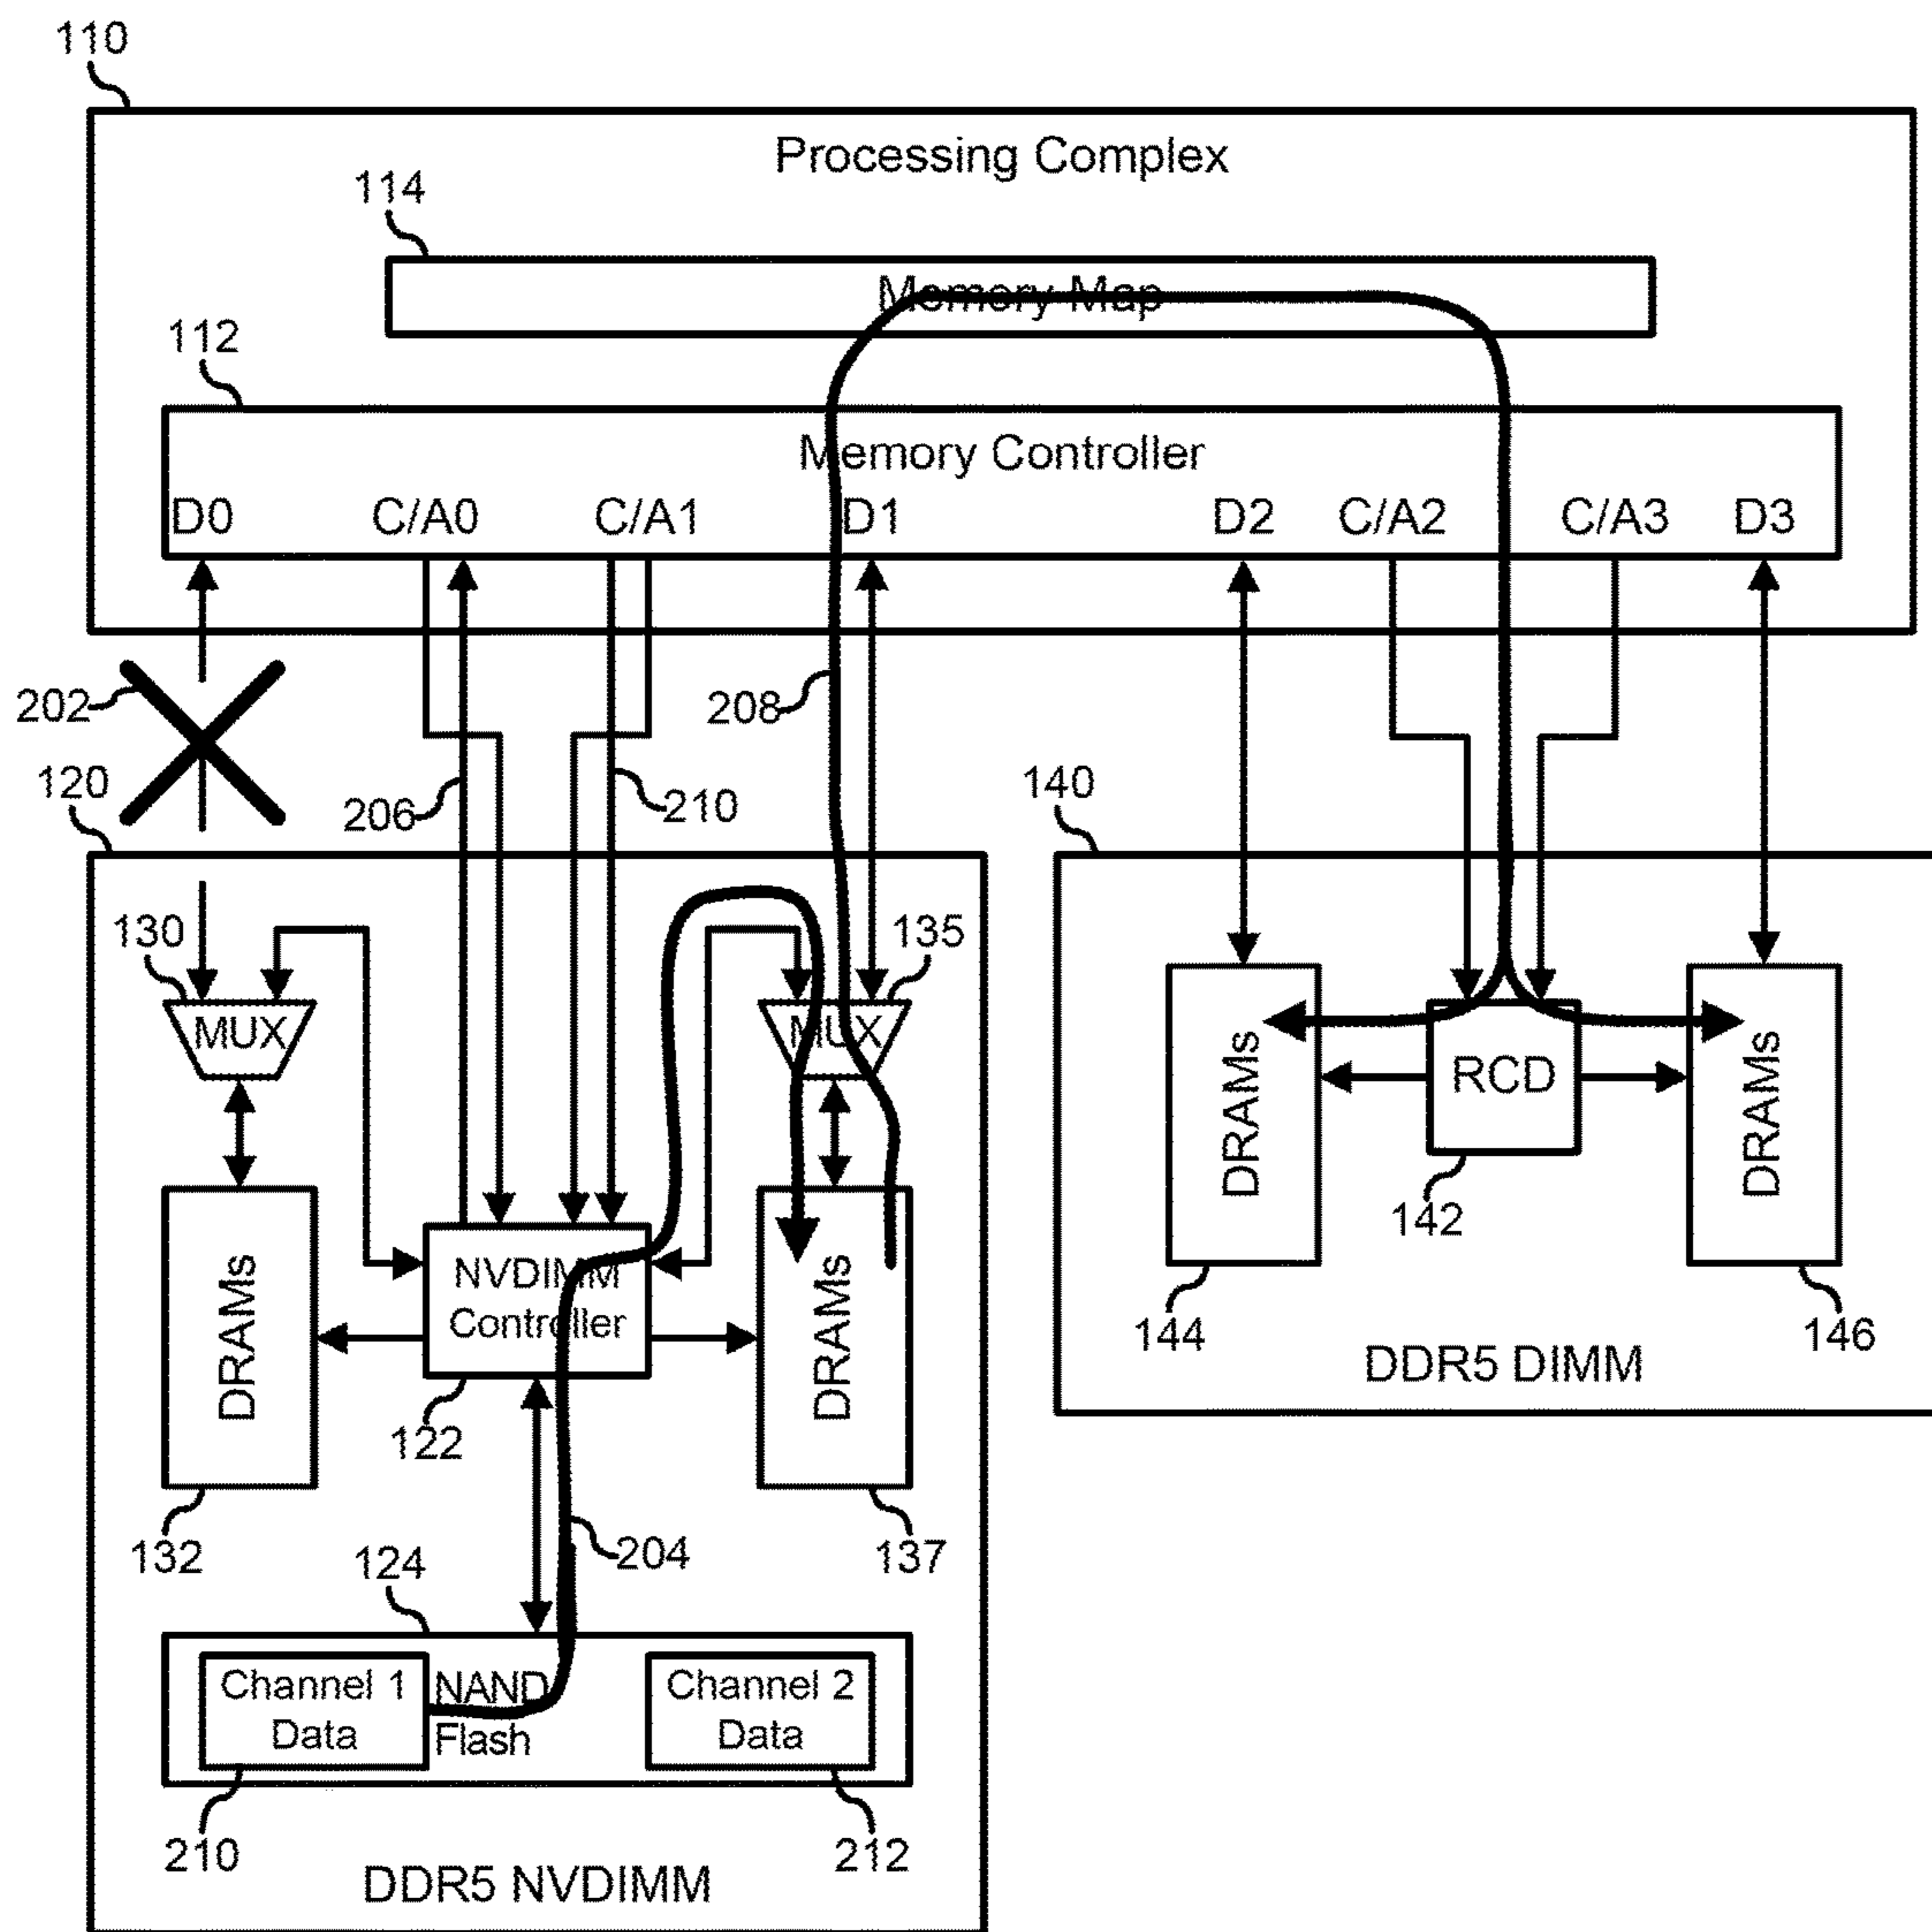 110
Processing Complex
114
Memory Map
112
Memory Controller
D0 C/A0 C/A1 D1 D2 C/A2 C/A3 D3
202
208
120
206
210
140
130
135
MUX
MUX
DRAMs
RCD
DRAMs
142
144
146
DDR5 DIMM
DRAMs
NVDIMM
Controller
DRAMs
122
132
124
204
137
Channel 1
Data
NAND
Flash
Channel 2
Data
210
212
DDR5 NVDIMM